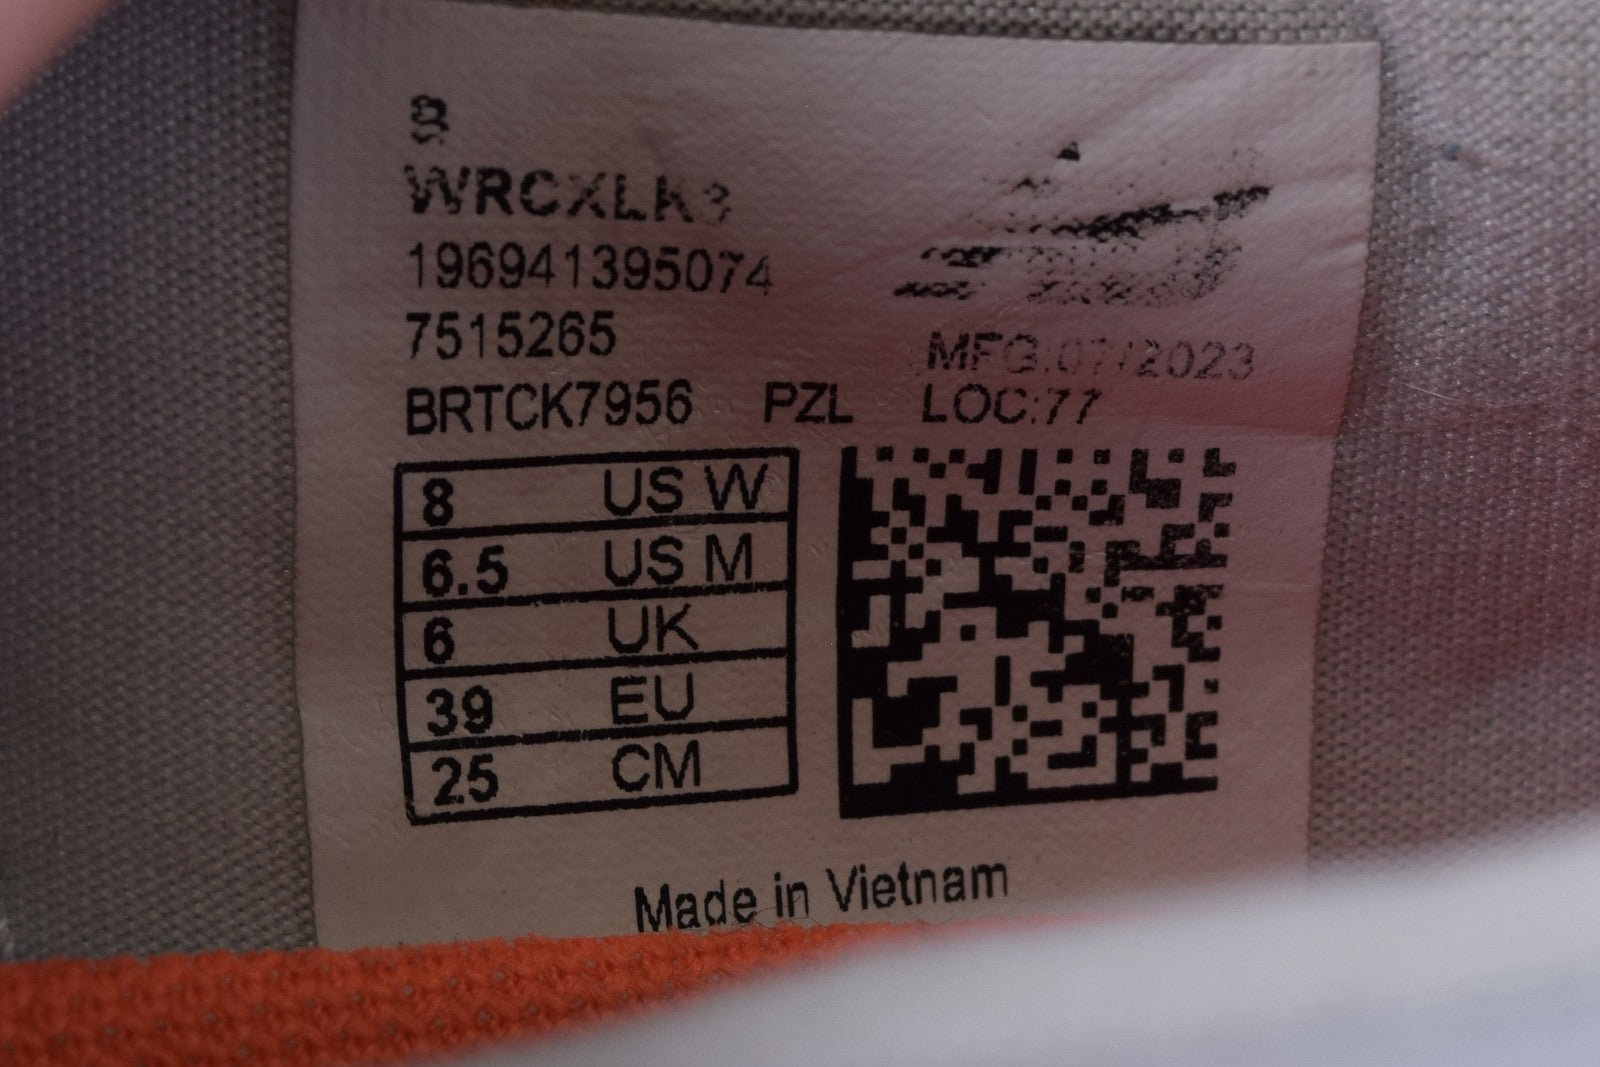 8
WRCXLK3
196941395074
7515265
MFG:07/2023
BRTCK7956 PZL LOC:77
8 US W
6.5 US M
6 UK
39 EU
25 CM
Made in Vietnam